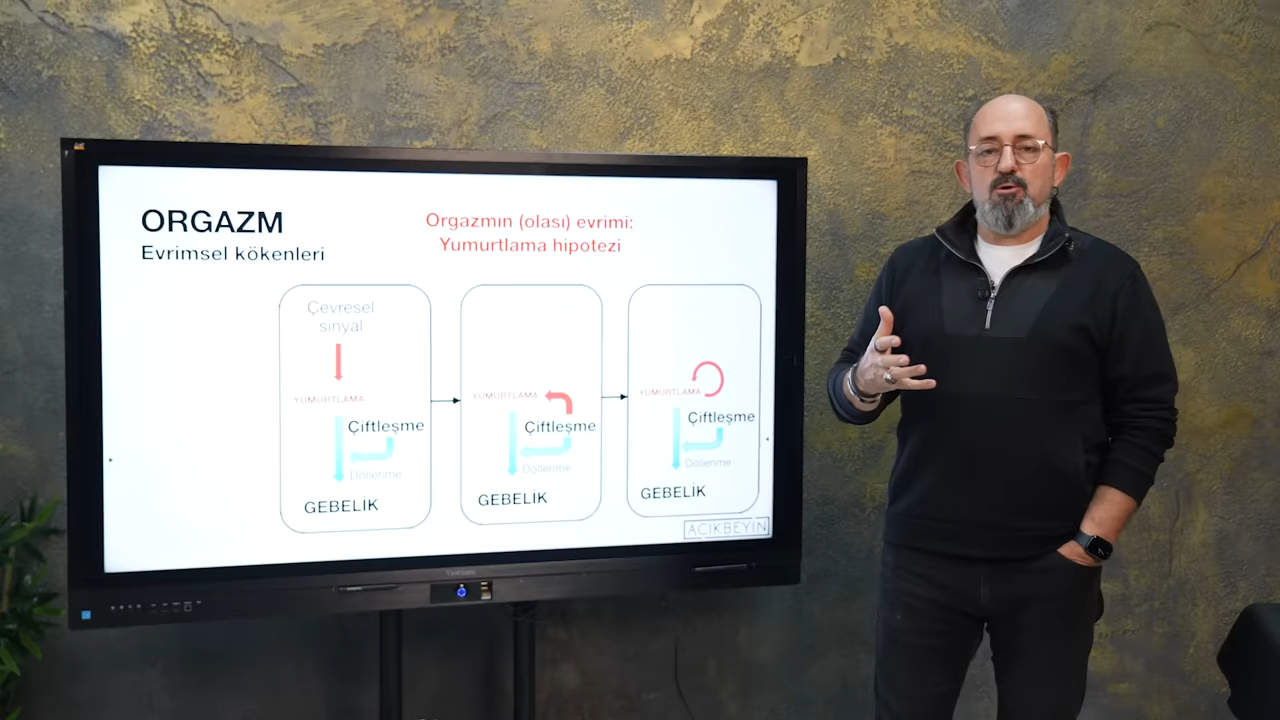 ORGAZM
Evrimsel kökenleri
Orgazmın (olası) evrimi:
Yumurtlama hipotezi
Çevresel
sinyal
YUMURTLAMA
Çiftleşme
Döllenme
GEBELİK
YUMURTLAMA
Çiftleşme
Döllenme
GEBELİK
YUMURTLAMA
Çiftleşme
Döllenme
GEBELİK
AÇIKBEYİN
ViewSonic